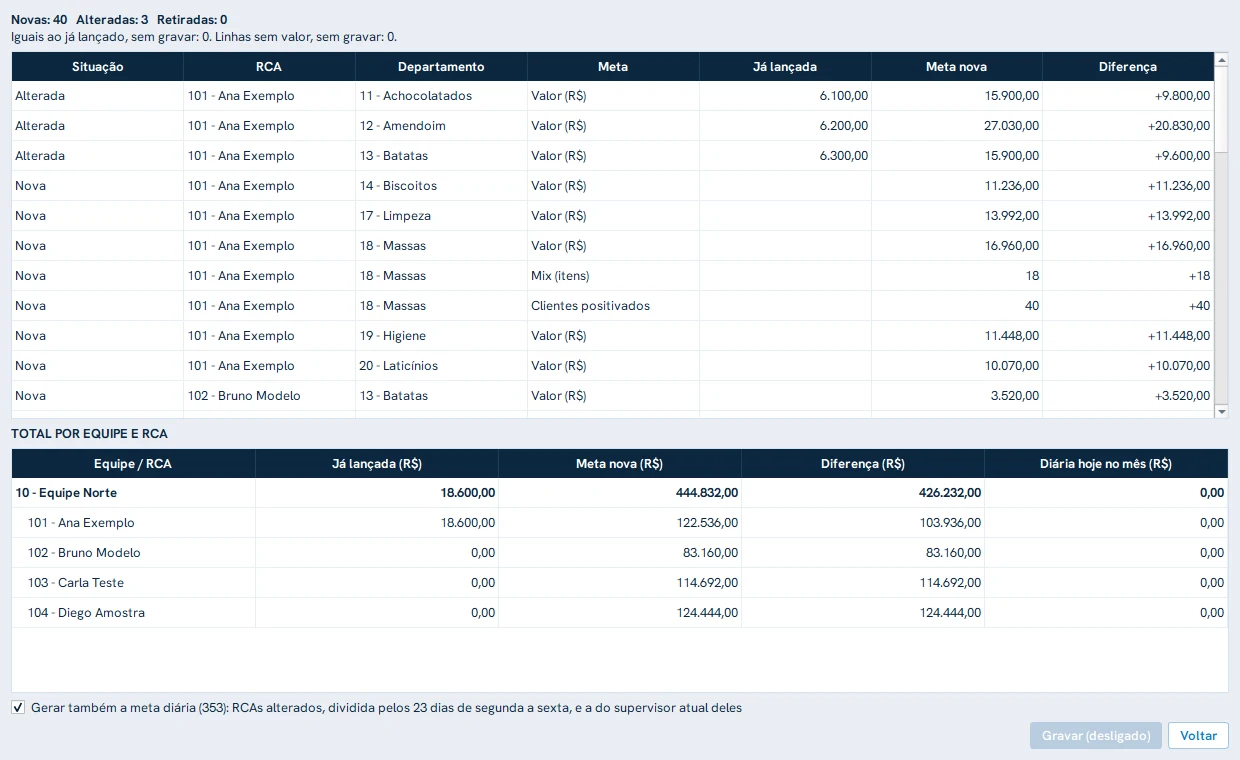 Novas: 40 Alteradas: 3 Retiradas: 0
Iguais ao já lançado, sem gravar: 0. Linhas sem valor, sem gravar: 0.
Situação RCA Departamento Meta Já lançada Meta nova Diferença
Alterada 101 - Ana Exemplo 11 - Achocolatados Valor (R$) 6.100,00 15.900,00 +9.800,00
Alterada 101 - Ana Exemplo 12 - Amendoim Valor (R$) 6.200,00 27.030,00 +20.830,00
Alterada 101 - Ana Exemplo 13 - Batatas Valor (R$) 6.300,00 15.900,00 +9.600,00
Nova 101 - Ana Exemplo 14 - Biscoitos Valor (R$) 11.236,00 +11.236,00
Nova 101 - Ana Exemplo 17 - Limpeza Valor (R$) 13.992,00 +13.992,00
Nova 101 - Ana Exemplo 18 - Massas Valor (R$) 16.960,00 +16.960,00
Nova 101 - Ana Exemplo 18 - Massas Mix (itens) 18 +18
Nova 101 - Ana Exemplo 18 - Massas Clientes positivados 40 +40
Nova 101 - Ana Exemplo 19 - Higiene Valor (R$) 11.448,00 +11.448,00
Nova 101 - Ana Exemplo 20 - Laticínios Valor (R$) 10.070,00 +10.070,00
Nova 102 - Bruno Modelo 13 - Batatas Valor (R$) 3.520,00 +3.520,00
TOTAL POR EQUIPE E RCA
Equipe / RCA Já lançada (R$) Meta nova (R$) Diferença (R$) Diária hoje no mês (R$)
10 - Equipe Norte 18.600,00 444.832,00 426.232,00 0,00
101 - Ana Exemplo 18.600,00 122.536,00 103.936,00 0,00
102 - Bruno Modelo 0,00 83.160,00 83.160,00 0,00
103 - Carla Teste 0,00 114.692,00 114.692,00 0,00
104 - Diego Amostra 0,00 124.444,00 124.444,00 0,00
Gerar também a meta diária (353): RCAs alterados, dividida pelos 23 dias de segunda a sexta, e a do supervisor atual deles
Gravar (desligado) Voltar